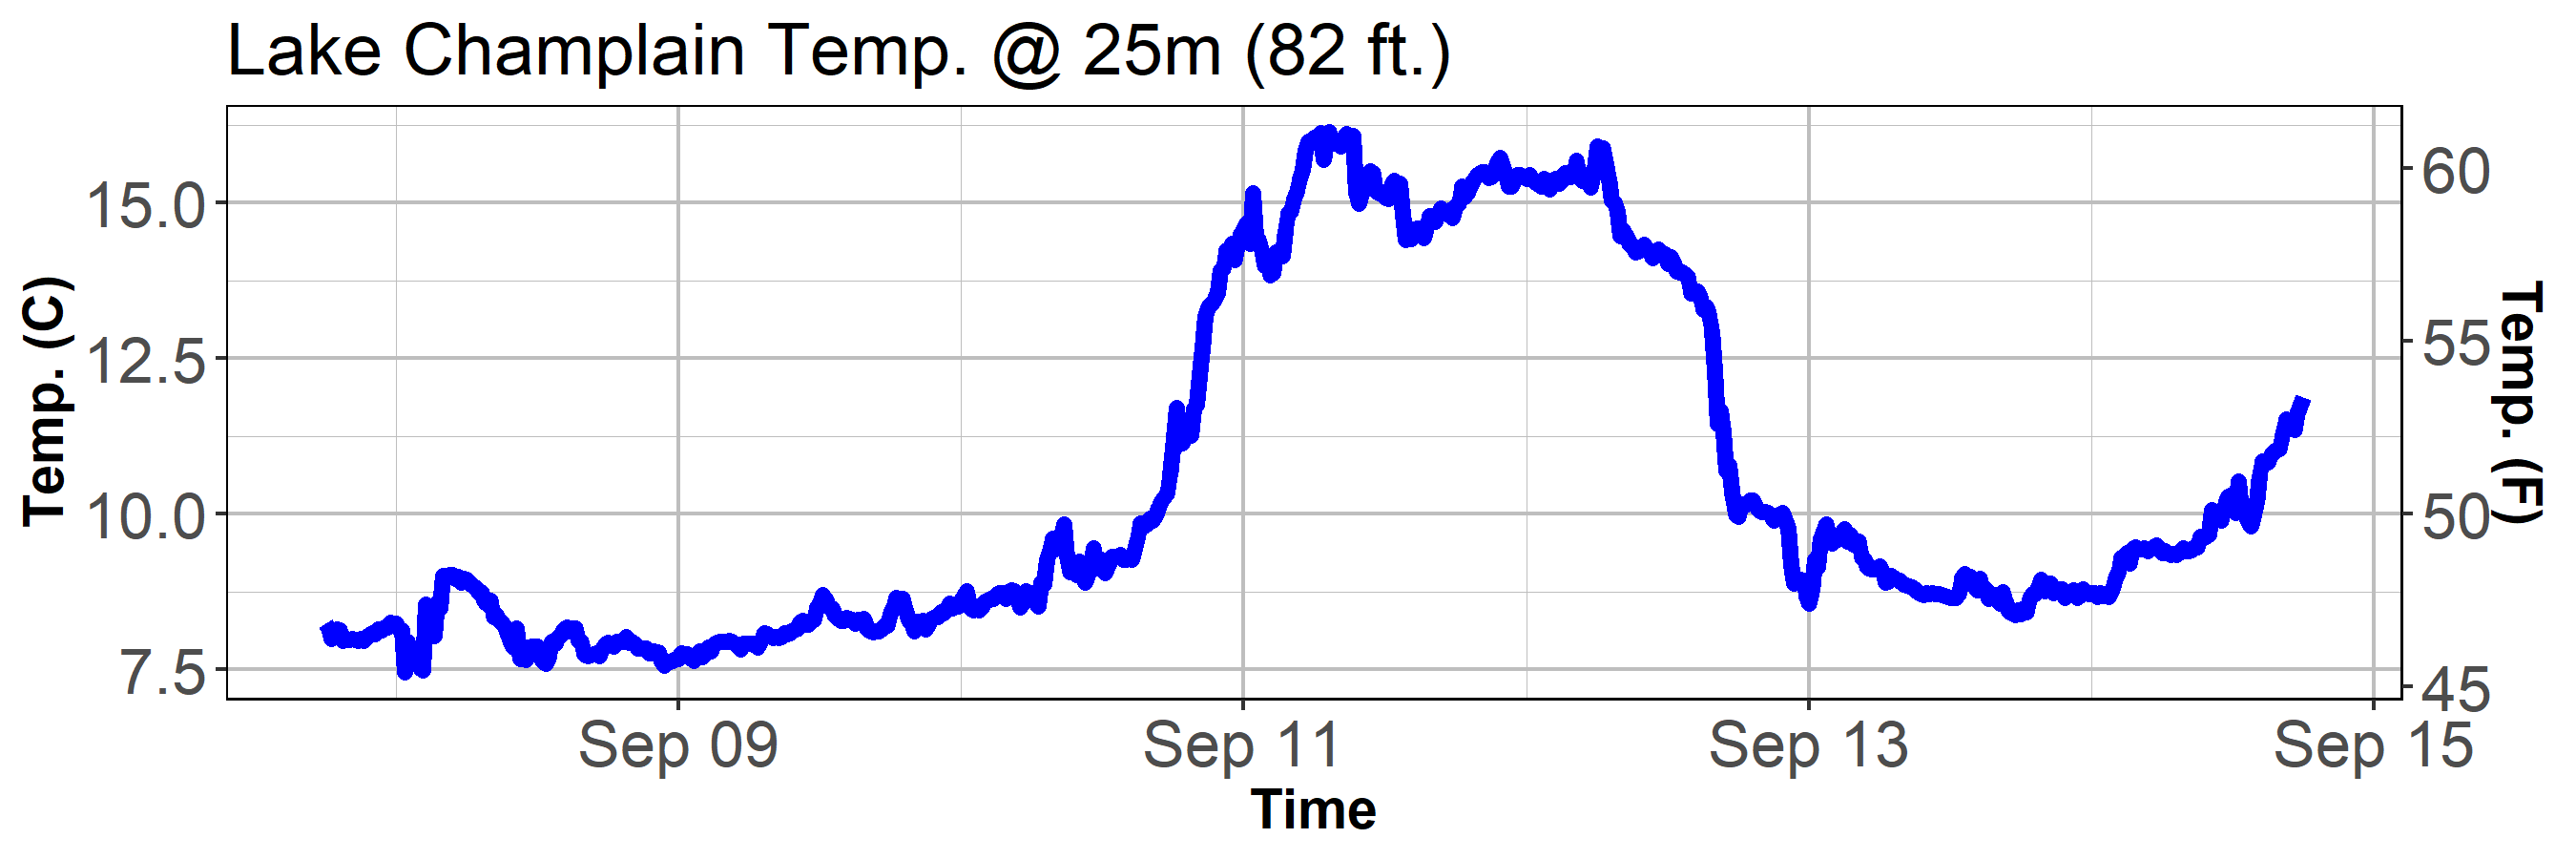 Lake Champlain Temp. @ 25m (82 ft.)
Temp. (C)
15.0
12.5
10.0
7.5
60
55
50
45
Temp. (F)
Sep 09
Sep 11
Sep 13
Sep 15
Time